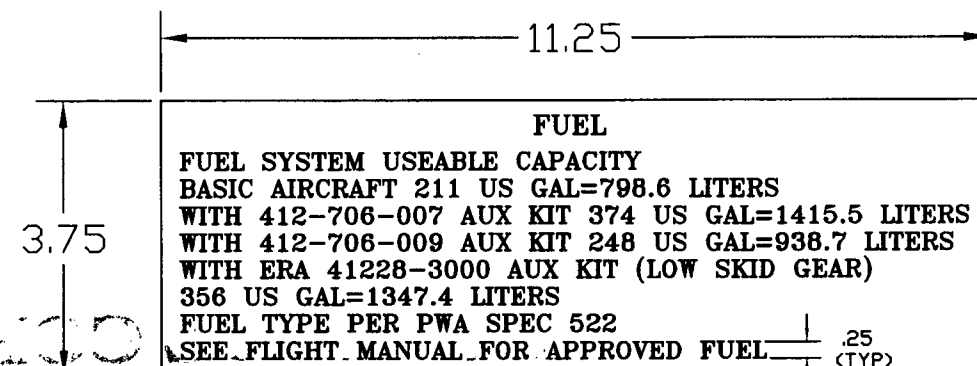 11.25
3.75
FUEL
FUEL SYSTEM USEABLE CAPACITY
BASIC AIRCRAFT 211 US GAL=798.6 LITERS
WITH 412-706-007 AUX KIT 374 US GAL=1415.5 LITERS
WITH 412-706-009 AUX KIT 248 US GAL=938.7 LITERS
WITH ERA 41228-3000 AUX KIT (LOW SKID GEAR)
356 US GAL=1347.4 LITERS
FUEL TYPE PER PWA SPEC 522
SEE FLIGHT MANUAL FOR APPROVED FUEL
.25
(TYP)